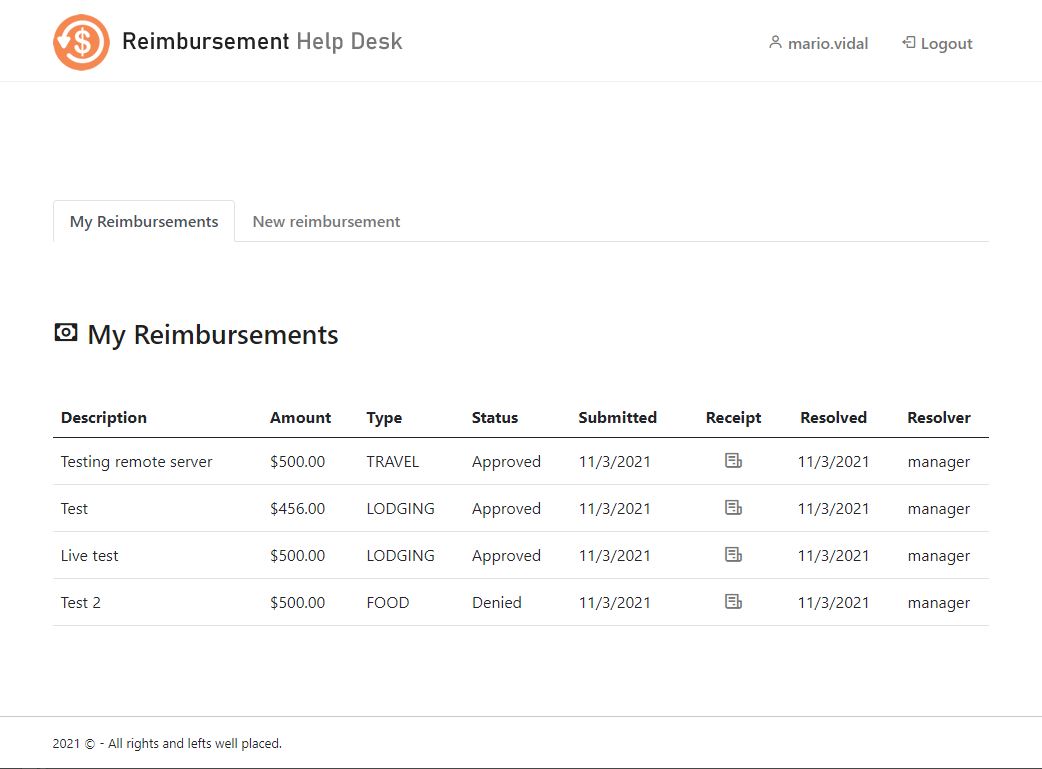 Reimbursement Help Desk mario.vidal Logout
My Reimbursements New reimbursement
My Reimbursements
Description Amount Type Status Submitted Receipt Resolved Resolver
Testing remote server $500.00 TRAVEL Approved 11/3/2021 11/3/2021 manager
Test $456.00 LODGING Approved 11/3/2021 11/3/2021 manager
Live test $500.00 LODGING Approved 11/3/2021 11/3/2021 manager
Test 2 $500.00 FOOD Denied 11/3/2021 11/3/2021 manager
2021 © - All rights and lefts well placed.